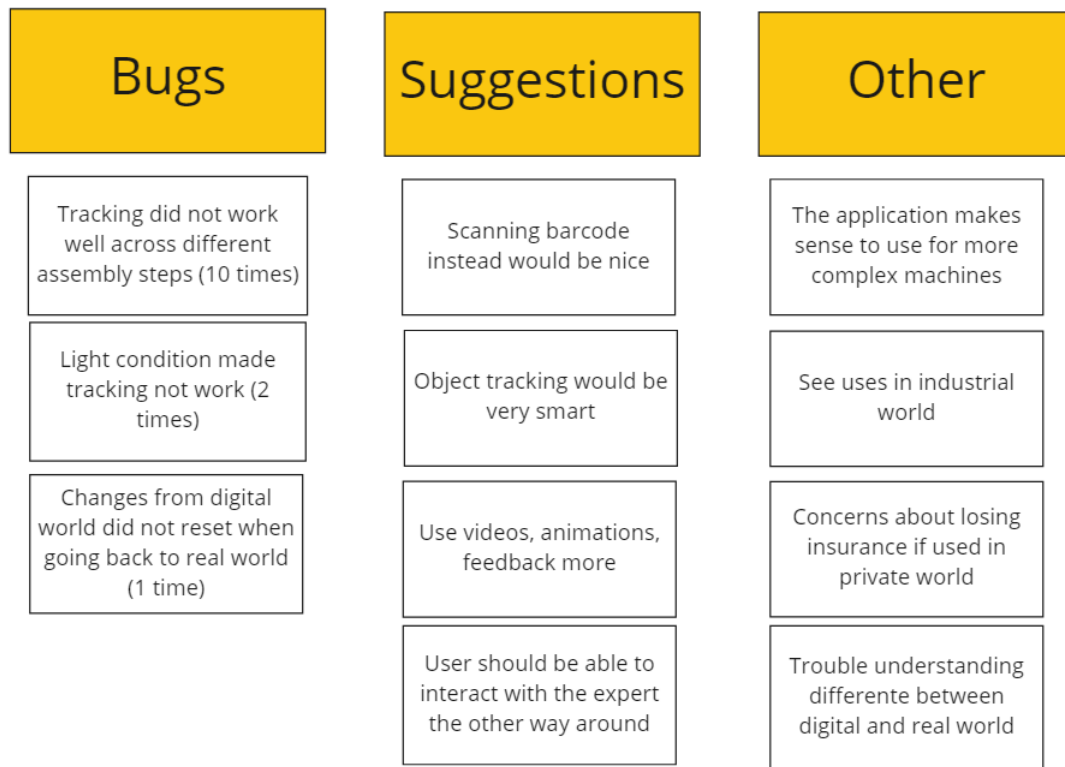 Bugs
Tracking did not work
well across different
assembly steps (10 times)
Light condition made
tracking not work (2
times)
Changes from digital
world did not reset when
going back to real world
(1 time)
Suggestions
Scanning barcode
instead would be nice
Object tracking would be
very smart
Use videos, animations,
feedback more
User should be able to
interact with the expert
the other way around
Other
The application makes
sense to use for more
complex machines
See uses in industrial
world
Concerns about losing
insurance if used in
private world
Trouble understanding
differente between
digital and real world